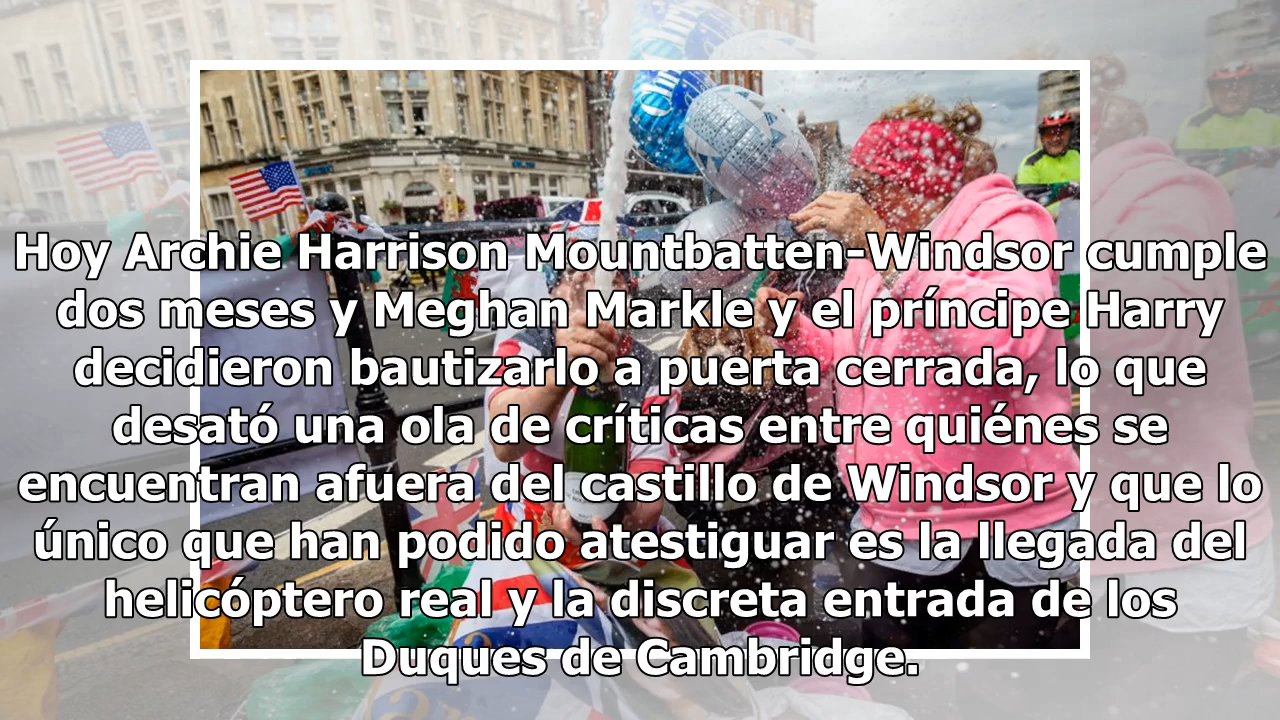 Hoy Archie Harrison Mountbatten-Windsor cumple
dos meses y Meghan Markle y el príncipe Harry
decidieron bautizarlo a puerta cerrada, lo que
desató una ola de críticas entre quiénes se
encuentran afuera del castillo de Windsor y que lo
único que han podido atestiguar es la llegada del
helicóptero real y la discreta entrada de los
Duques de Cambridge.